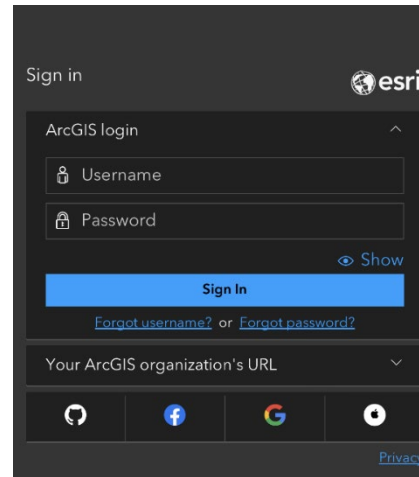 Sign in
esri
ArcGIS login
Username
Password
Show
Sign In
Forgot username? or Forgot password?
Your ArcGIS organization's URL
Privacy